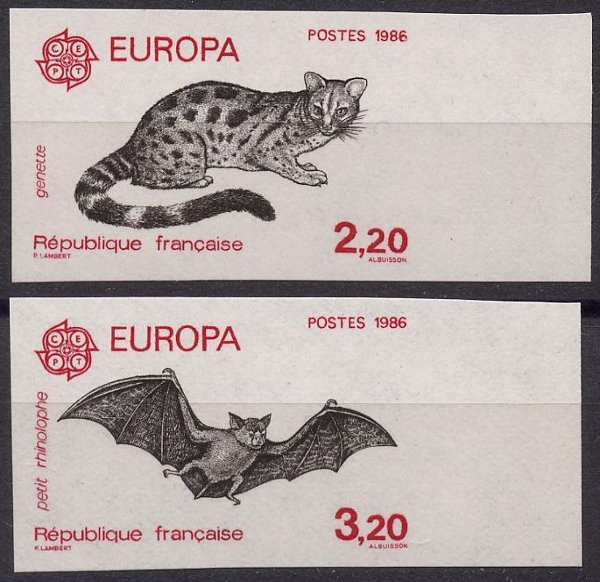 POSTES 1986
C E P T
EUROPA
genette
République française
P. LAMBERT
2,20
ALBUISSON
POSTES 1986
C E P T
EUROPA
petit rhinolophe
République française
P. LAMBERT
3,20
ALBUISSON